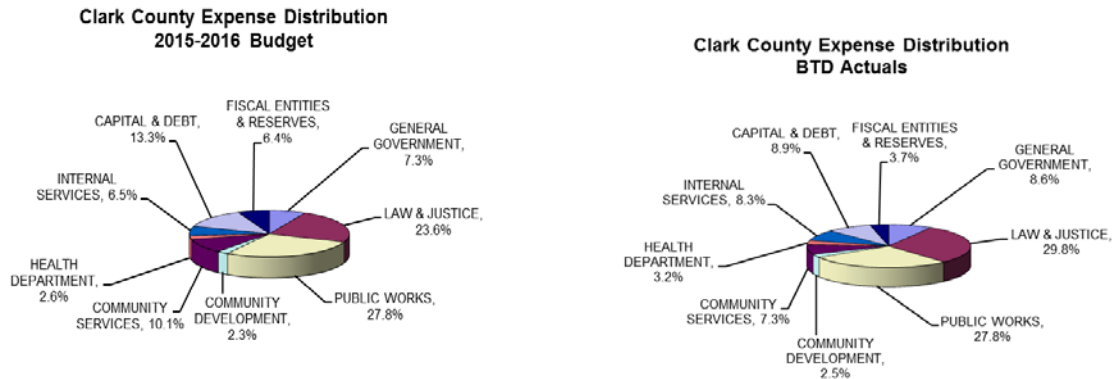 Clark County Expense Distribution
2015-2016 Budget
FISCAL ENTITIES
& RESERVES,
6.4%
CAPITAL & DEBT,
13.3%
GENERAL
GOVERNMENT,
7.3%
INTERNAL
SERVICES, 6.5%
LAW & JUSTICE,
23.6%
HEALTH
DEPARTMENT,
2.6%
COMMUNITY
SERVICES, 10.1%
COMMUNITY
DEVELOPMENT,
2.3%
PUBLIC WORKS,
27.8%
Clark County Expense Distribution
BTD Actuals
FISCAL ENTITIES
& RESERVES,
3.7%
CAPITAL & DEBT,
8.9%
GENERAL
GOVERNMENT,
8.6%
INTERNAL
SERVICES, 8.3%
LAW & JUSTICE,
29.8%
HEALTH
DEPARTMENT,
3.2%
COMMUNITY
SERVICES, 7.3%
COMMUNITY
DEVELOPMENT,
2.5%
PUBLIC WORKS,
27.8%